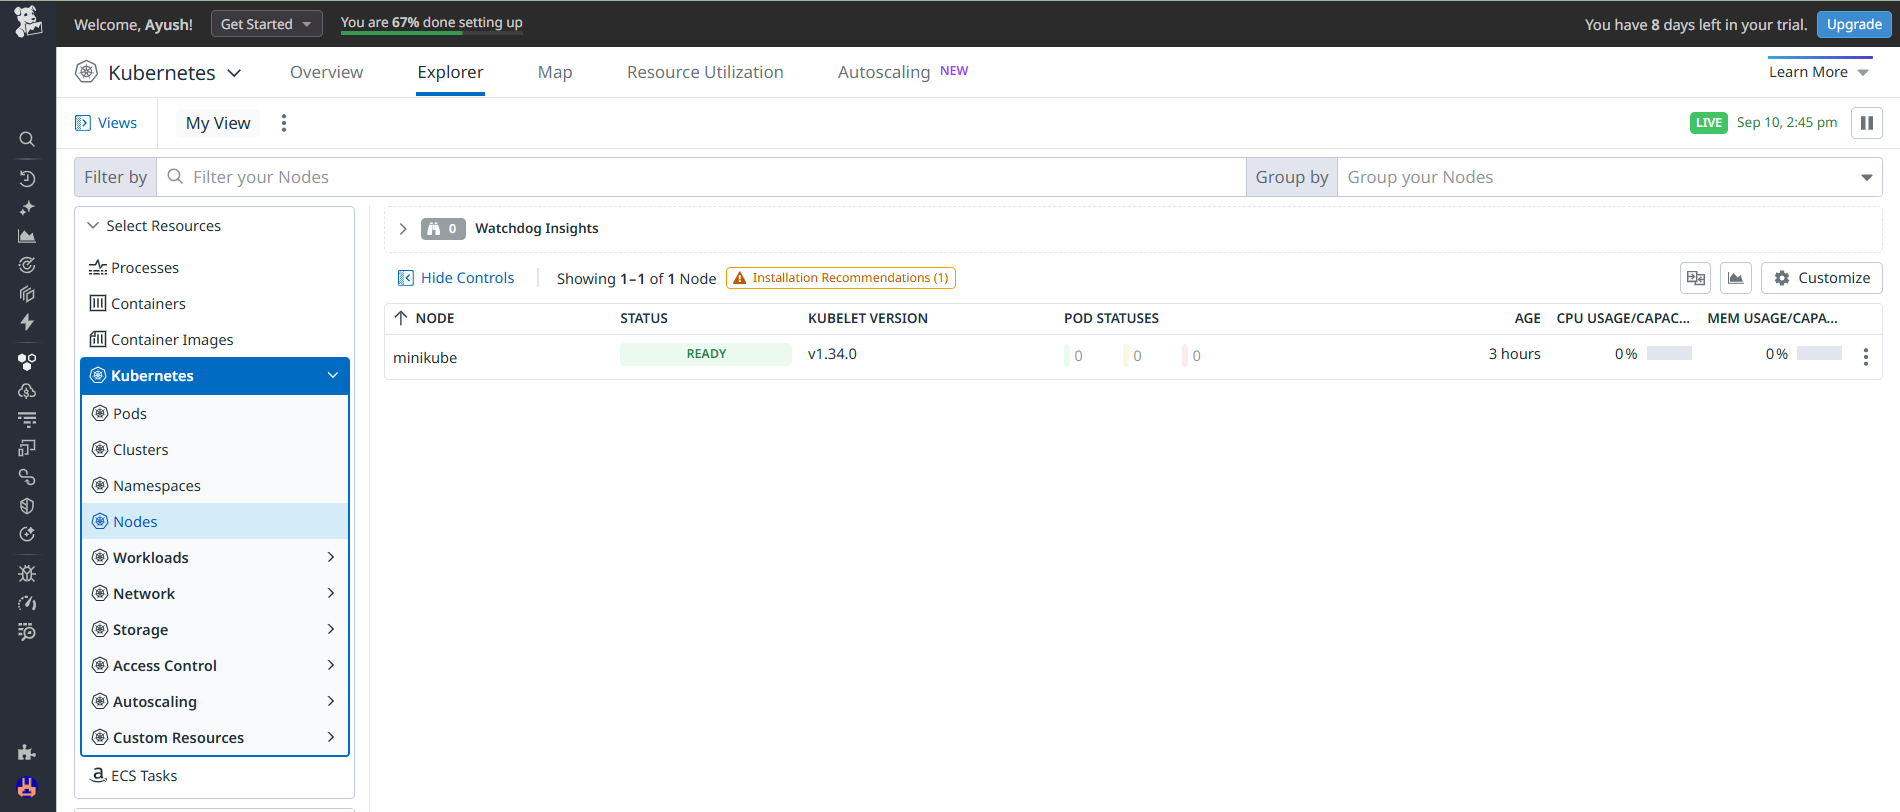 Welcome, Ayush!
Get Started
You are 67% done setting up
You have 8 days left in your trial.
Upgrade
Kubernetes
Overview
Explorer
Map
Resource Utilization
Autoscaling NEW
Learn More
Views
My View
LIVE Sep 10, 2:45 pm
Filter by
Filter your Nodes
Group by
Group your Nodes
Select Resources
Processes
Containers
Container Images
Kubernetes
Pods
Clusters
Namespaces
Nodes
Workloads
Network
Storage
Access Control
Autoscaling
Custom Resources
ECS Tasks
0 Watchdog Insights
Hide Controls
Showing 1–1 of 1 Node
Installation Recommendations (1)
Customize
NODE STATUS KUBELET VERSION POD STATUSES AGE CPU USAGE/CAPAC... MEM USAGE/CAPA...
minikube READY v1.34.0 0 0 0 3 hours 0% 0%